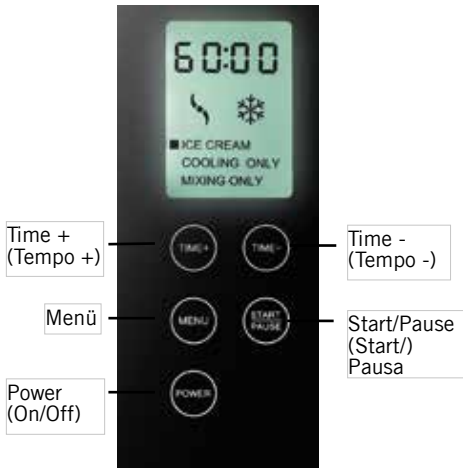 60:00
ICE CREAM
COOLING ONLY
MIXING ONLY
Time +
(Tempo +)
TIME+
TIME-
Time -
(Tempo -)
Menü
MENU
START
PAUSE
Start/Pause
(Start/)
Pausa
Power
(On/Off)
POWER